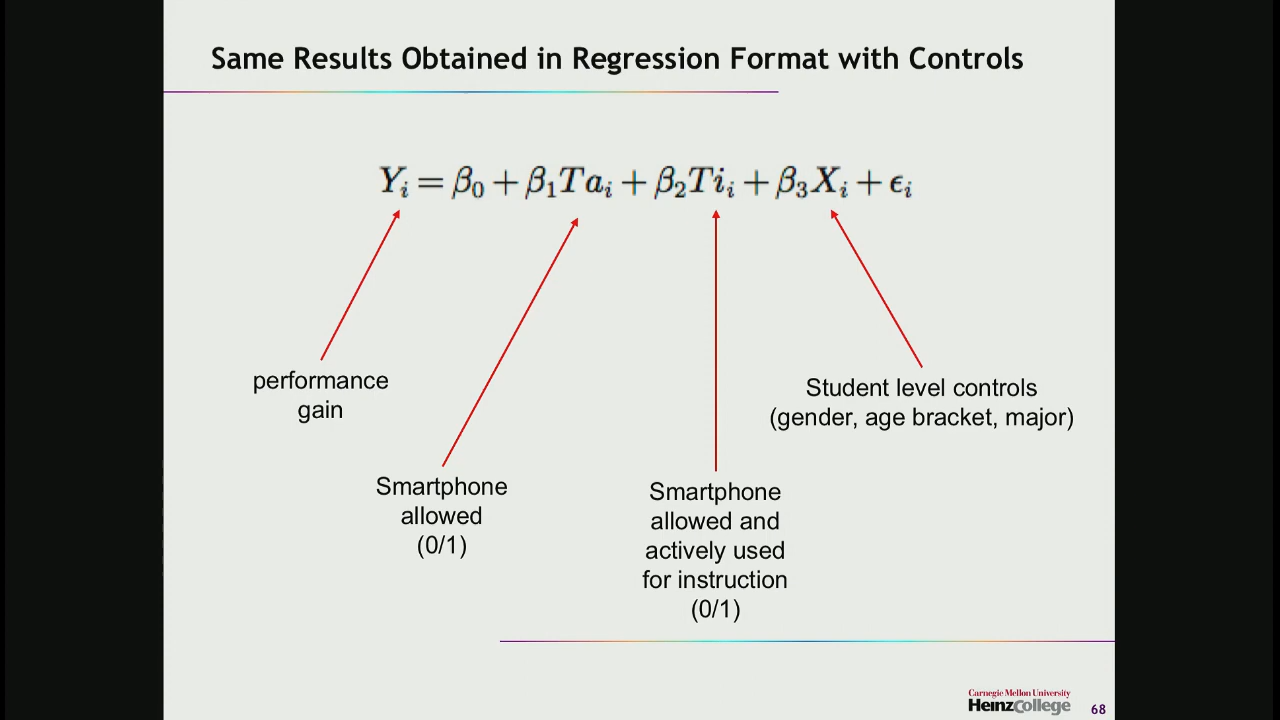 Same Results Obtained in Regression Format with Controls
Yᵢ = β₀ + β₁Taᵢ + β₂Tiᵢ + β₃Xᵢ + ϵᵢ
performance
gain
Smartphone
allowed
(0/1)
Smartphone
allowed and
actively used
for instruction
(0/1)
Student level controls
(gender, age bracket, major)
Carnegie Mellon University
HeinzCollege
68